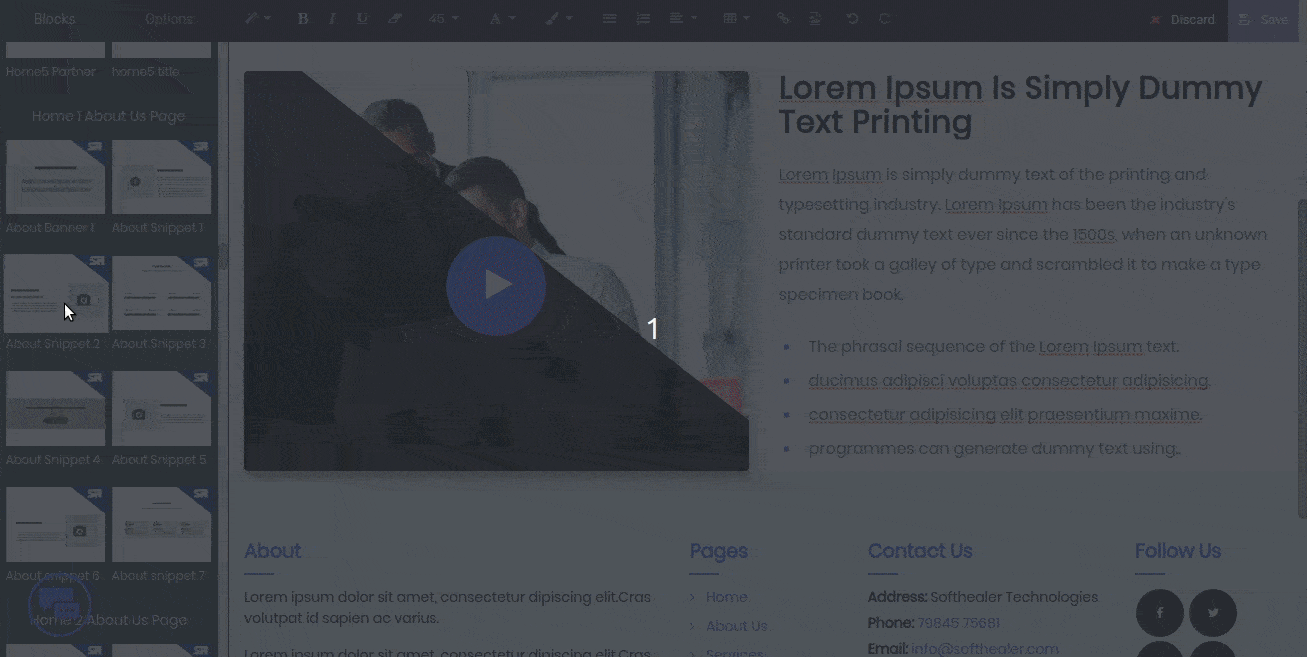 Blocks
Options:
B
I
U
45
A
Discard
Save
Home5 Partner
home5 title
Home 1 About Us Page
About Banner 1
About Snippet 1
About Snippet 2
About Snippet 3
About Snippet 4
About Snippet 5
About snippet 6
About snippet 7
Home 2 About Us Page
Lorem Ipsum Is Simply Dummy
Text Printing
Lorem Ipsum is simply dummy text of the printing and
typesetting industry. Lorem Ipsum has been the industry's
standard dummy text ever since the 1500s, when an unknown
printer took a galley of type and scrambled it to make a type
specimen book.
The phrasal sequence of the Lorem Ipsum text.
ducimus adipisci voluptas consectetur adipisicing.
consectetur adipisicing elit praesentium maxime.
programmes can generate dummy text using..
1
About
Lorem ipsum dolor sit amet, consectetur dipiscing elit.Cras
volutpat id sapien ac varius.
Lorem ipsum dolor sit amet, consectetur dipiscing elit.Cras
Pages
Home
About Us
Services
Contact Us
Address: Softhealer Technologies
Phone: 79845 75681
Email: info@softhealer.com
Follow Us